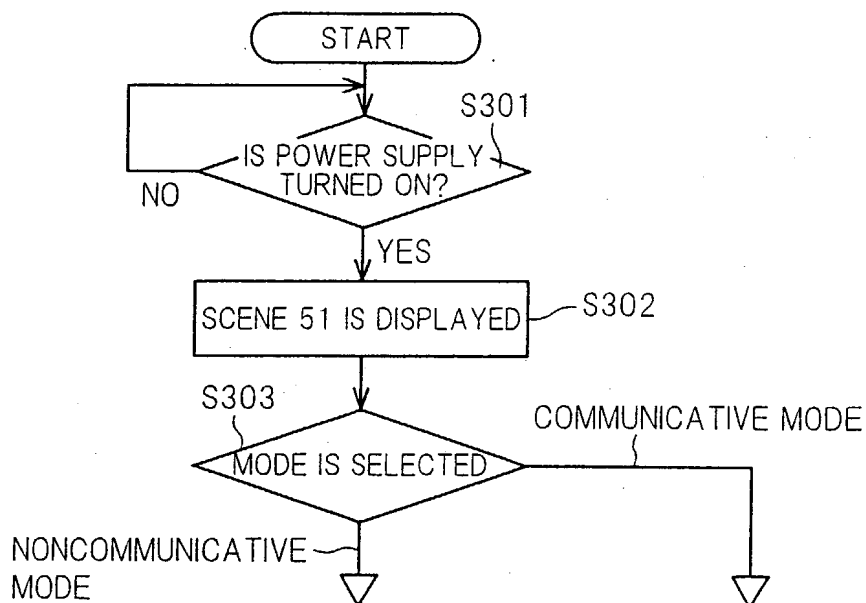 START
S301
IS POWER SUPPLY
TURNED ON?
NO
YES
SCENE 51 IS DISPLAYED
S302
S303
COMMUNICATIVE MODE
MODE IS SELECTED
NONCOMMUNICATIVE
MODE